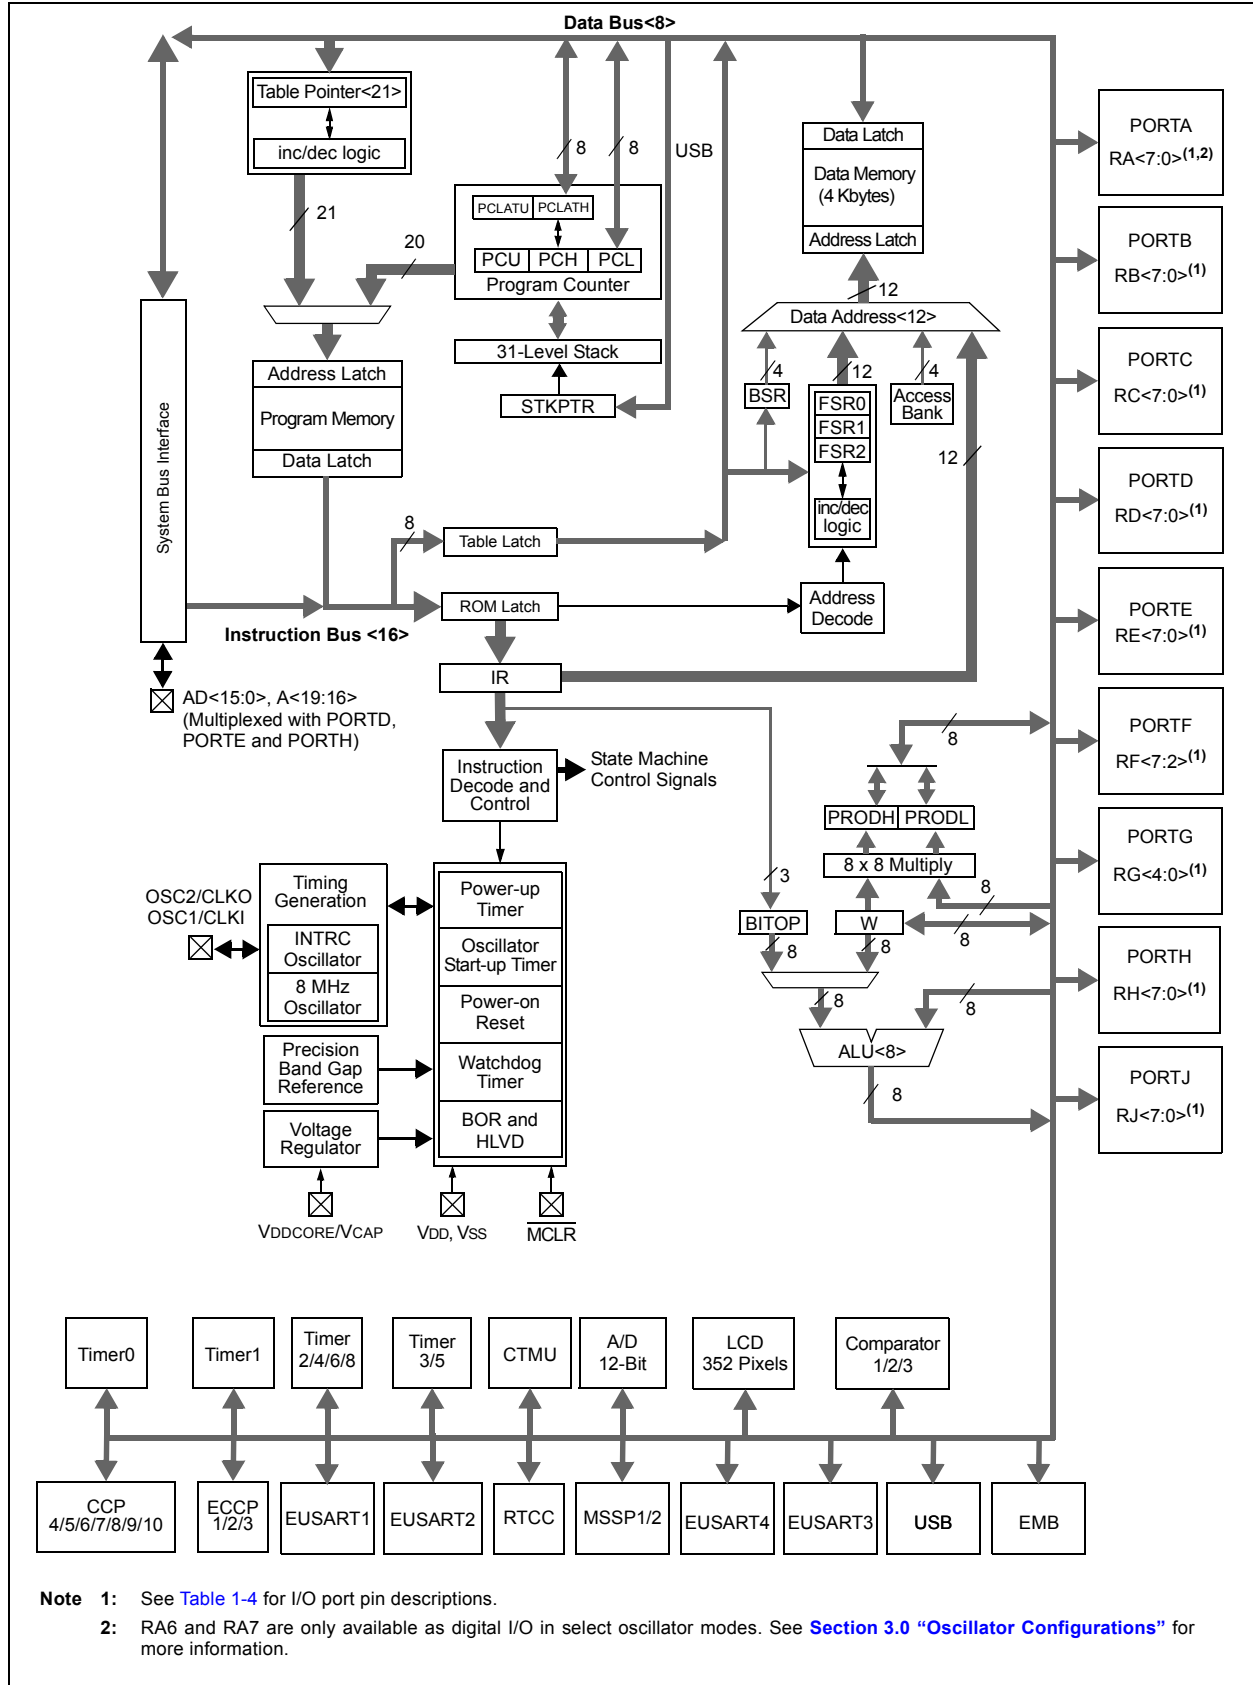 Data Bus<8>
Table Pointer<21>
inc/dec logic
21
20
8
8
USB
PCLATU PCLATH
PCU PCH PCL
Program Counter
31-Level Stack
STKPTR
Data Latch
Data Memory
(4 Kbytes)
Address Latch
12
Data Address<12>
4
12
4
BSR
FSR0
FSR1
FSR2
inc/dec
logic
Access
Bank
12
System Bus Interface
Address Latch
Program Memory
Data Latch
8
Table Latch
ROM Latch
Address
Decode
Instruction Bus <16>
IR
AD<15:0>, A<19:16>
(Multiplexed with PORTD,
PORTE and PORTH)
Instruction
Decode and
Control
State Machine
Control Signals
8
PRODH PRODL
8 x 8 Multiply
3
8
BITOP
W
8
8
8
8
8
ALU<8>
8
OSC2/CLKO
OSC1/CLKI
Timing
Generation
INTRC
Oscillator
8 MHz
Oscillator
Precision
Band Gap
Reference
Voltage
Regulator
Power-up
Timer
Oscillator
Start-up Timer
Power-on
Reset
Watchdog
Timer
BOR and
HLVD
VDDCORE/VCAP
VDD, VSS
MCLR
PORTA
RA<7:0>(1,2)
PORTB
RB<7:0>(1)
PORTC
RC<7:0>(1)
PORTD
RD<7:0>(1)
PORTE
RE<7:0>(1)
PORTF
RF<7:2>(1)
PORTG
RG<4:0>(1)
PORTH
RH<7:0>(1)
PORTJ
RJ<7:0>(1)
Timer0
Timer1
Timer
2/4/6/8
Timer
3/5
CTMU
A/D
12-Bit
LCD
352 Pixels
Comparator
1/2/3
CCP
4/5/6/7/8/9/10
ECCP
1/2/3
EUSART1
EUSART2
RTCC
MSSP1/2
EUSART4
EUSART3
USB
EMB
Note 1: See Table 1-4 for I/O port pin descriptions.
2: RA6 and RA7 are only available as digital I/O in select oscillator modes. See Section 3.0 “Oscillator Configurations” for
more information.